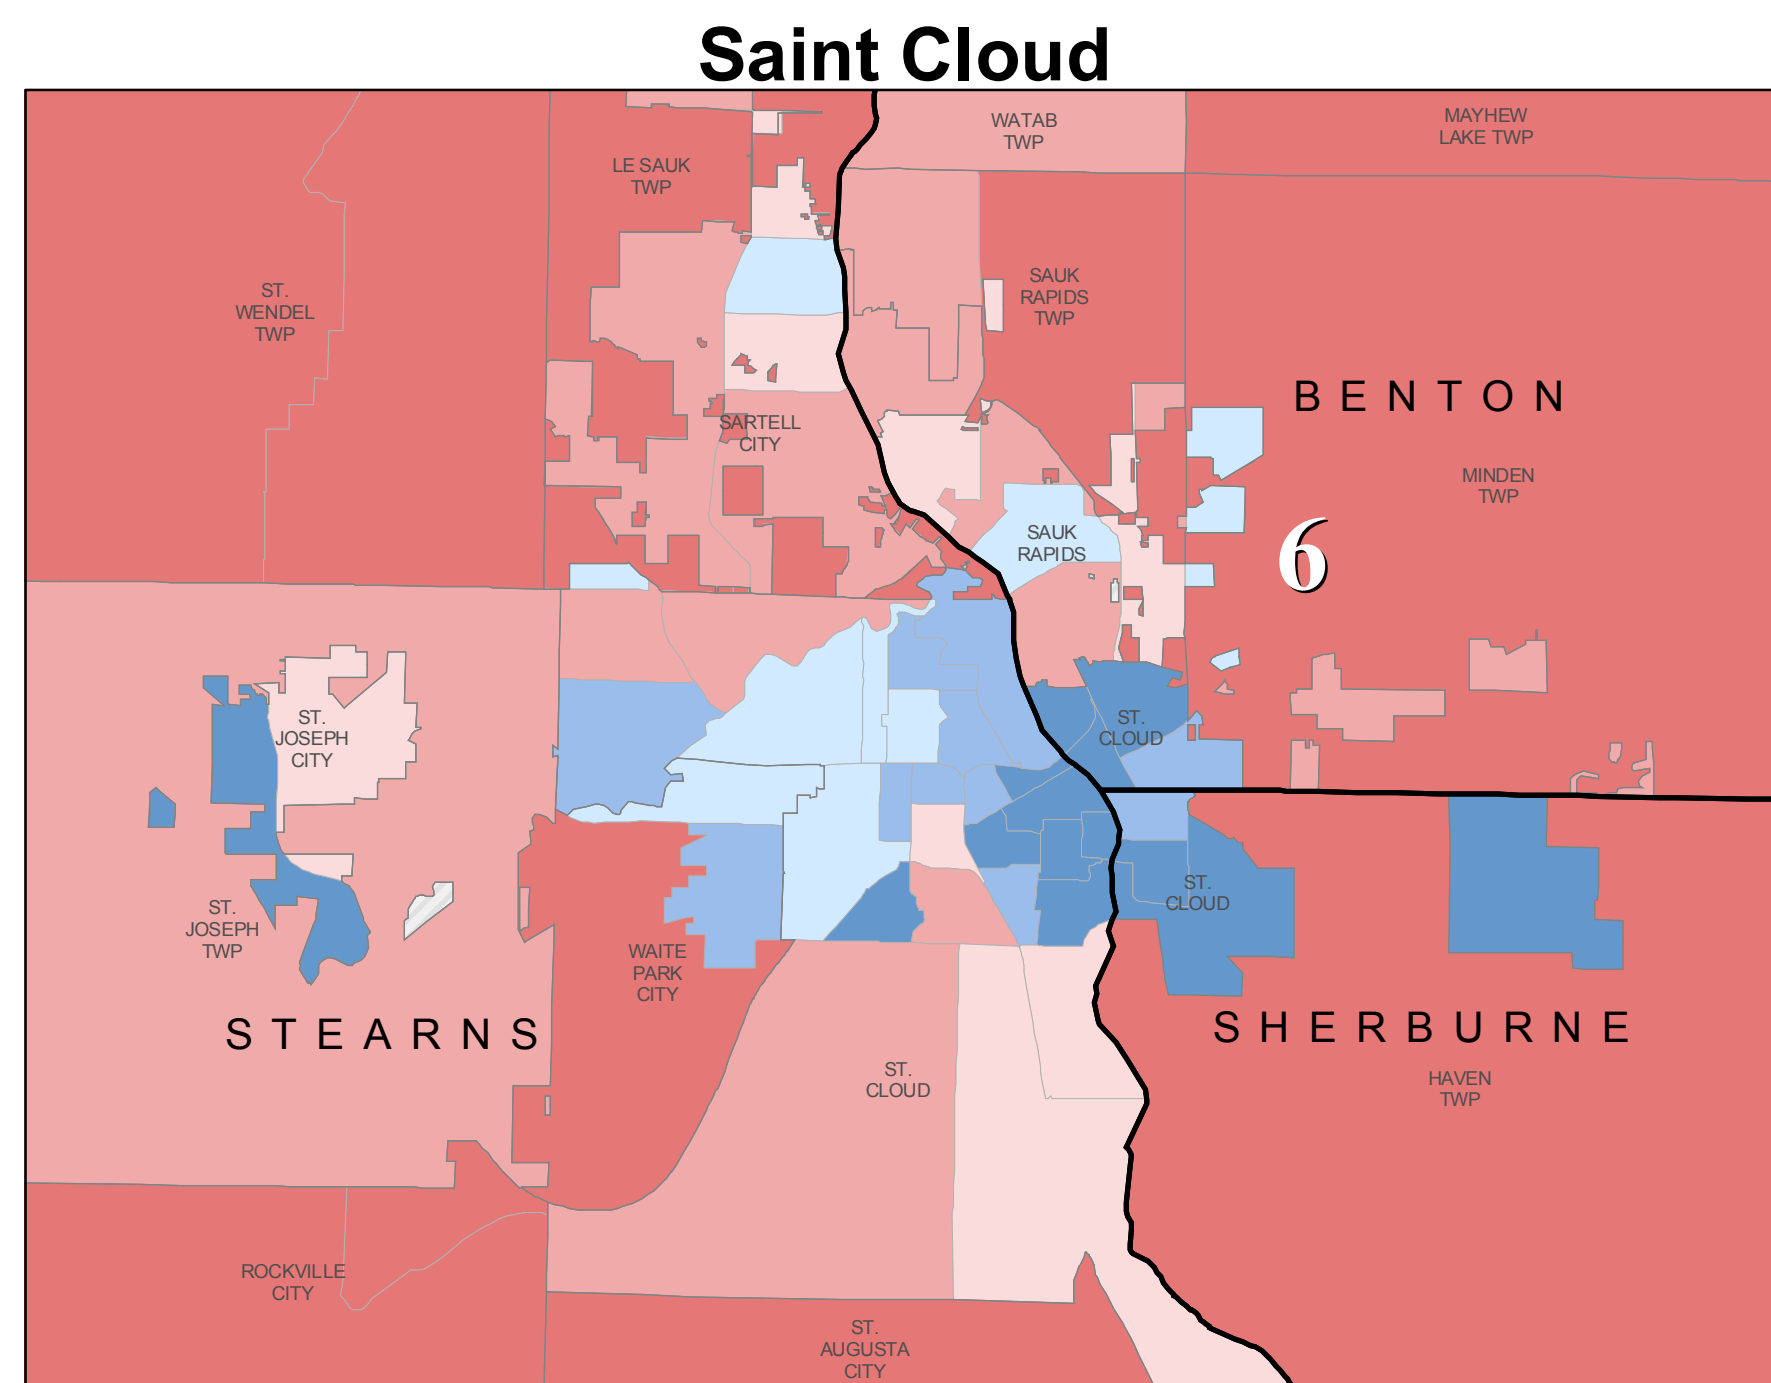 Saint Cloud
WATAB
TWP
MAYHEW
LAKE TWP
LE SAUK
TWP
ST.
WENDEL
TWP
SAUK
RAPIDS
TWP
BENTON
SARTELL
CITY
MINDEN
TWP
6
SAUK
RAPIDS
ST.
JOSEPH
CITY
ST.
CLOUD
ST.
CLOUD
ST.
JOSEPH
TWP
WAITE
PARK
CITY
STEARNS
SHERBURNE
ST.
CLOUD
HAVEN
TWP
ROCKVILLE
CITY
ST.
AUGUSTA
CITY